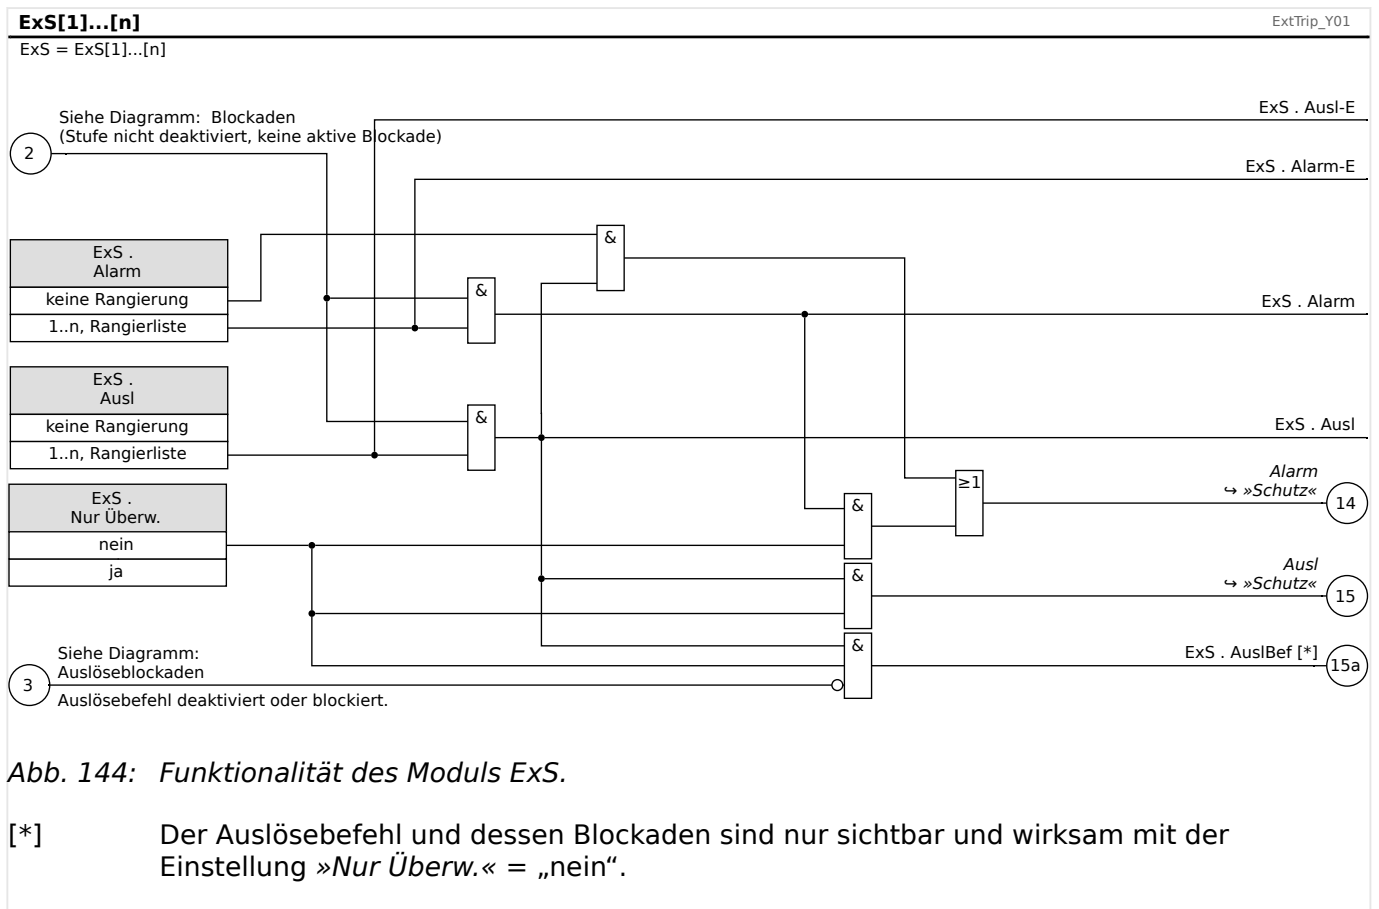 ExS[1]...[n]
ExtTrip_Y01
ExS = ExS[1]...[n]
Siehe Diagramm:  Blockaden
(Stufe nicht deaktiviert, keine aktive Blockade)
2
ExS . Ausl-E
ExS . Alarm-E
ExS .
Alarm
keine Rangierung
1..n, Rangierliste
&
&
ExS . Alarm
ExS .
Ausl
keine Rangierung
1..n, Rangierliste
&
ExS . Ausl
ExS .
Nur Überw.
nein
ja
&
≥1
Alarm
↪ »Schutz«
14
&
Ausl
↪ »Schutz«
15
&
ExS . AuslBef [*]
15a
Siehe Diagramm:
Auslöseblockaden
3
Auslösebefehl deaktiviert oder blockiert.
Abb. 144: Funktionalität des Moduls ExS.
[*] Der Auslösebefehl und dessen Blockaden sind nur sichtbar und wirksam mit der
Einstellung »Nur Überw.« = „nein“.